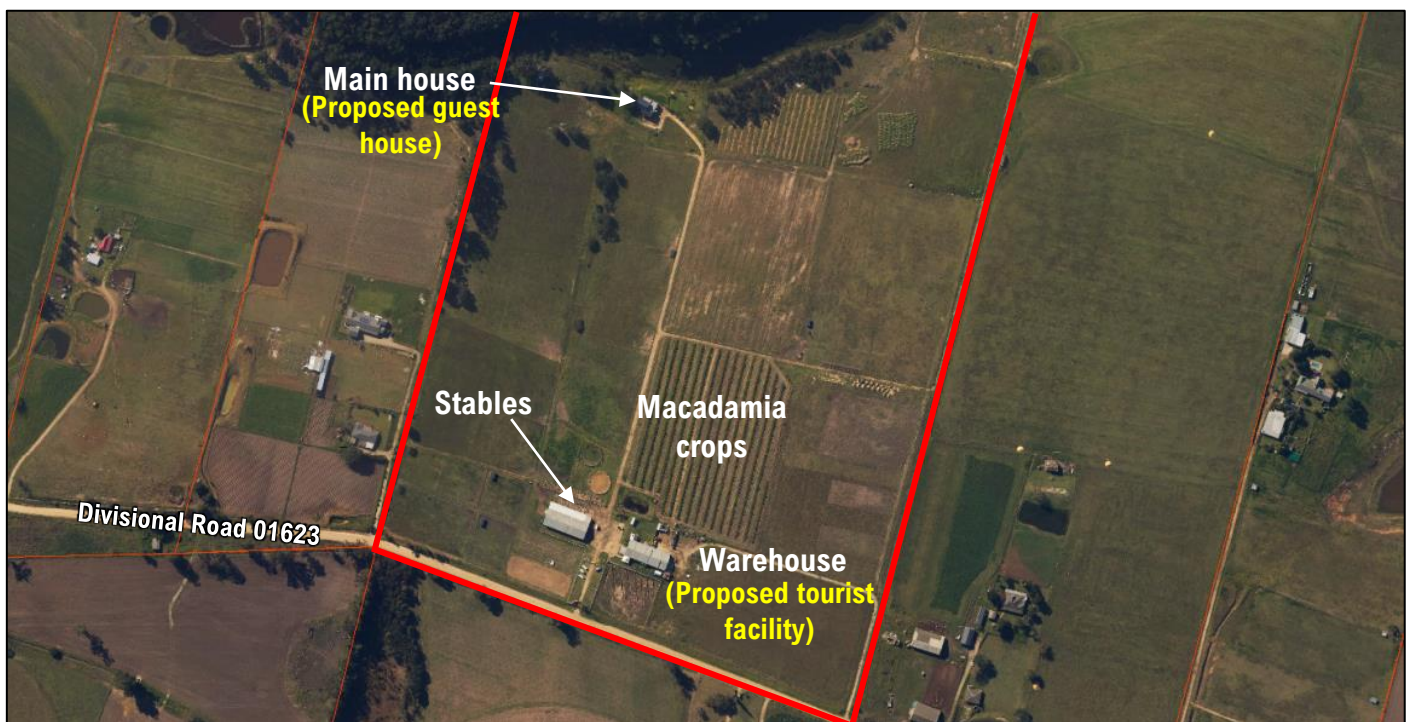 Main house
(Proposed guest
house)
Stables
Macadamia
crops
Divisional Road 01623
Warehouse
(Proposed tourist
facility)